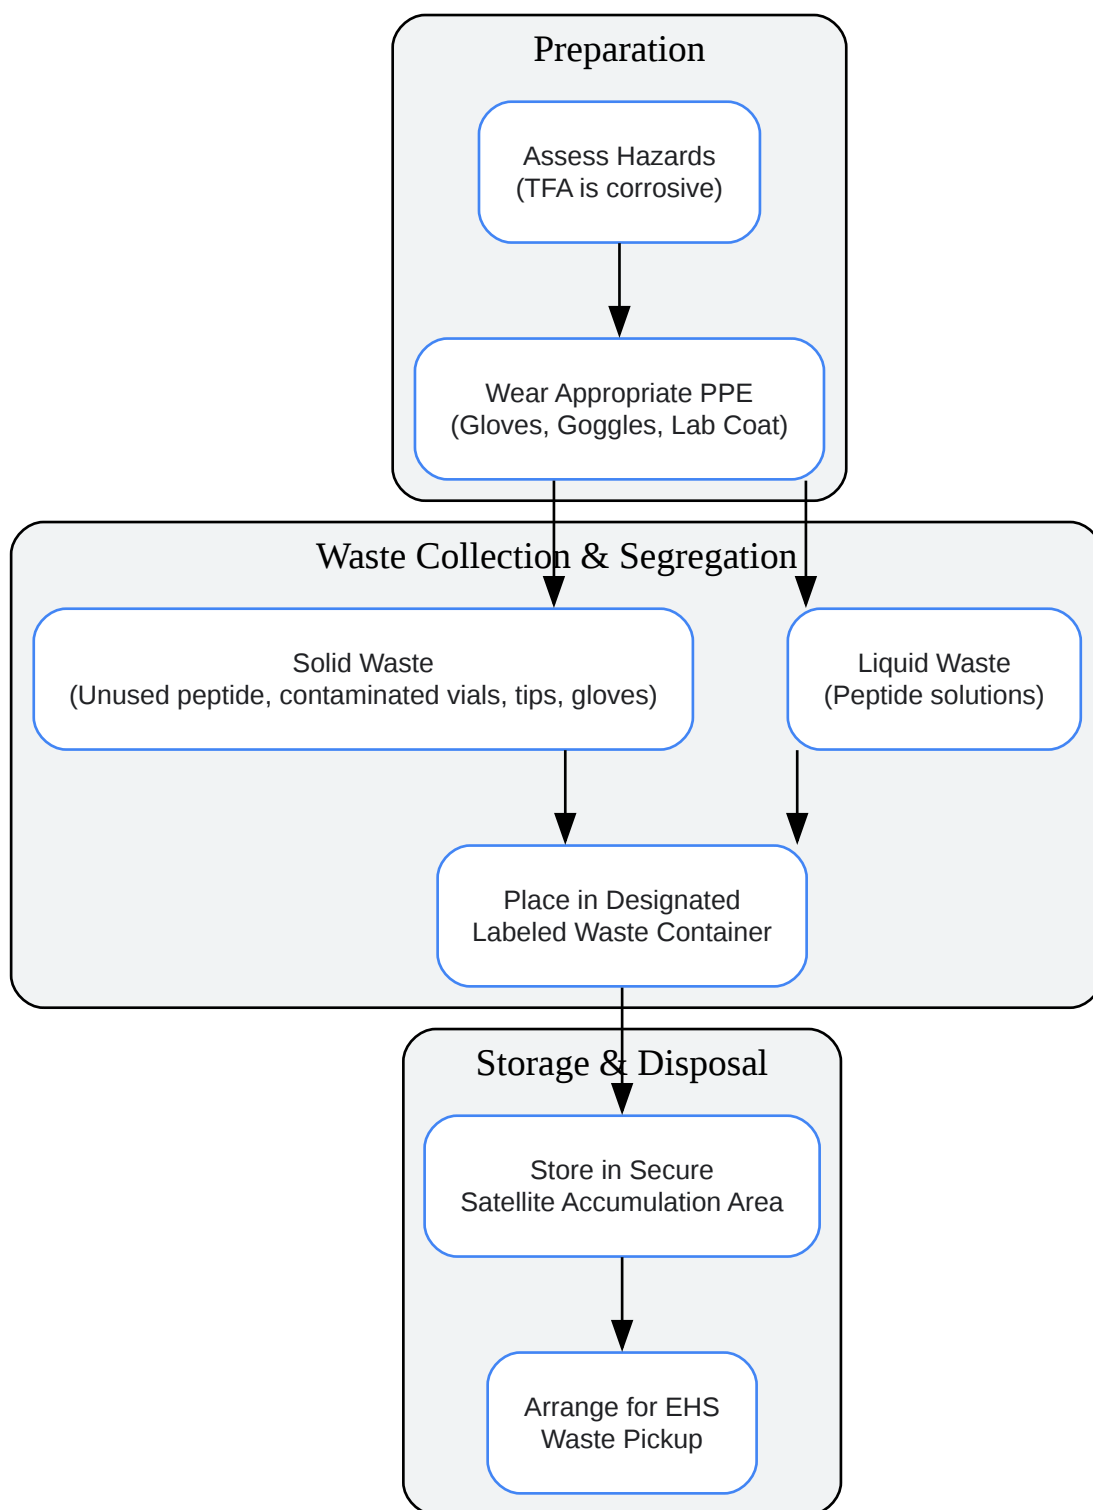 Preparation
Assess Hazards
(TFA is corrosive)
Wear Appropriate PPE
(Gloves, Goggles, Lab Coat)
Waste Collection & Segregation
Solid Waste
(Unused peptide, contaminated vials, tips, gloves)
Liquid Waste
(Peptide solutions)
Place in Designated
Labeled Waste Container
Storage & Disposal
Store in Secure
Satellite Accumulation Area
Arrange for EHS
Waste Pickup